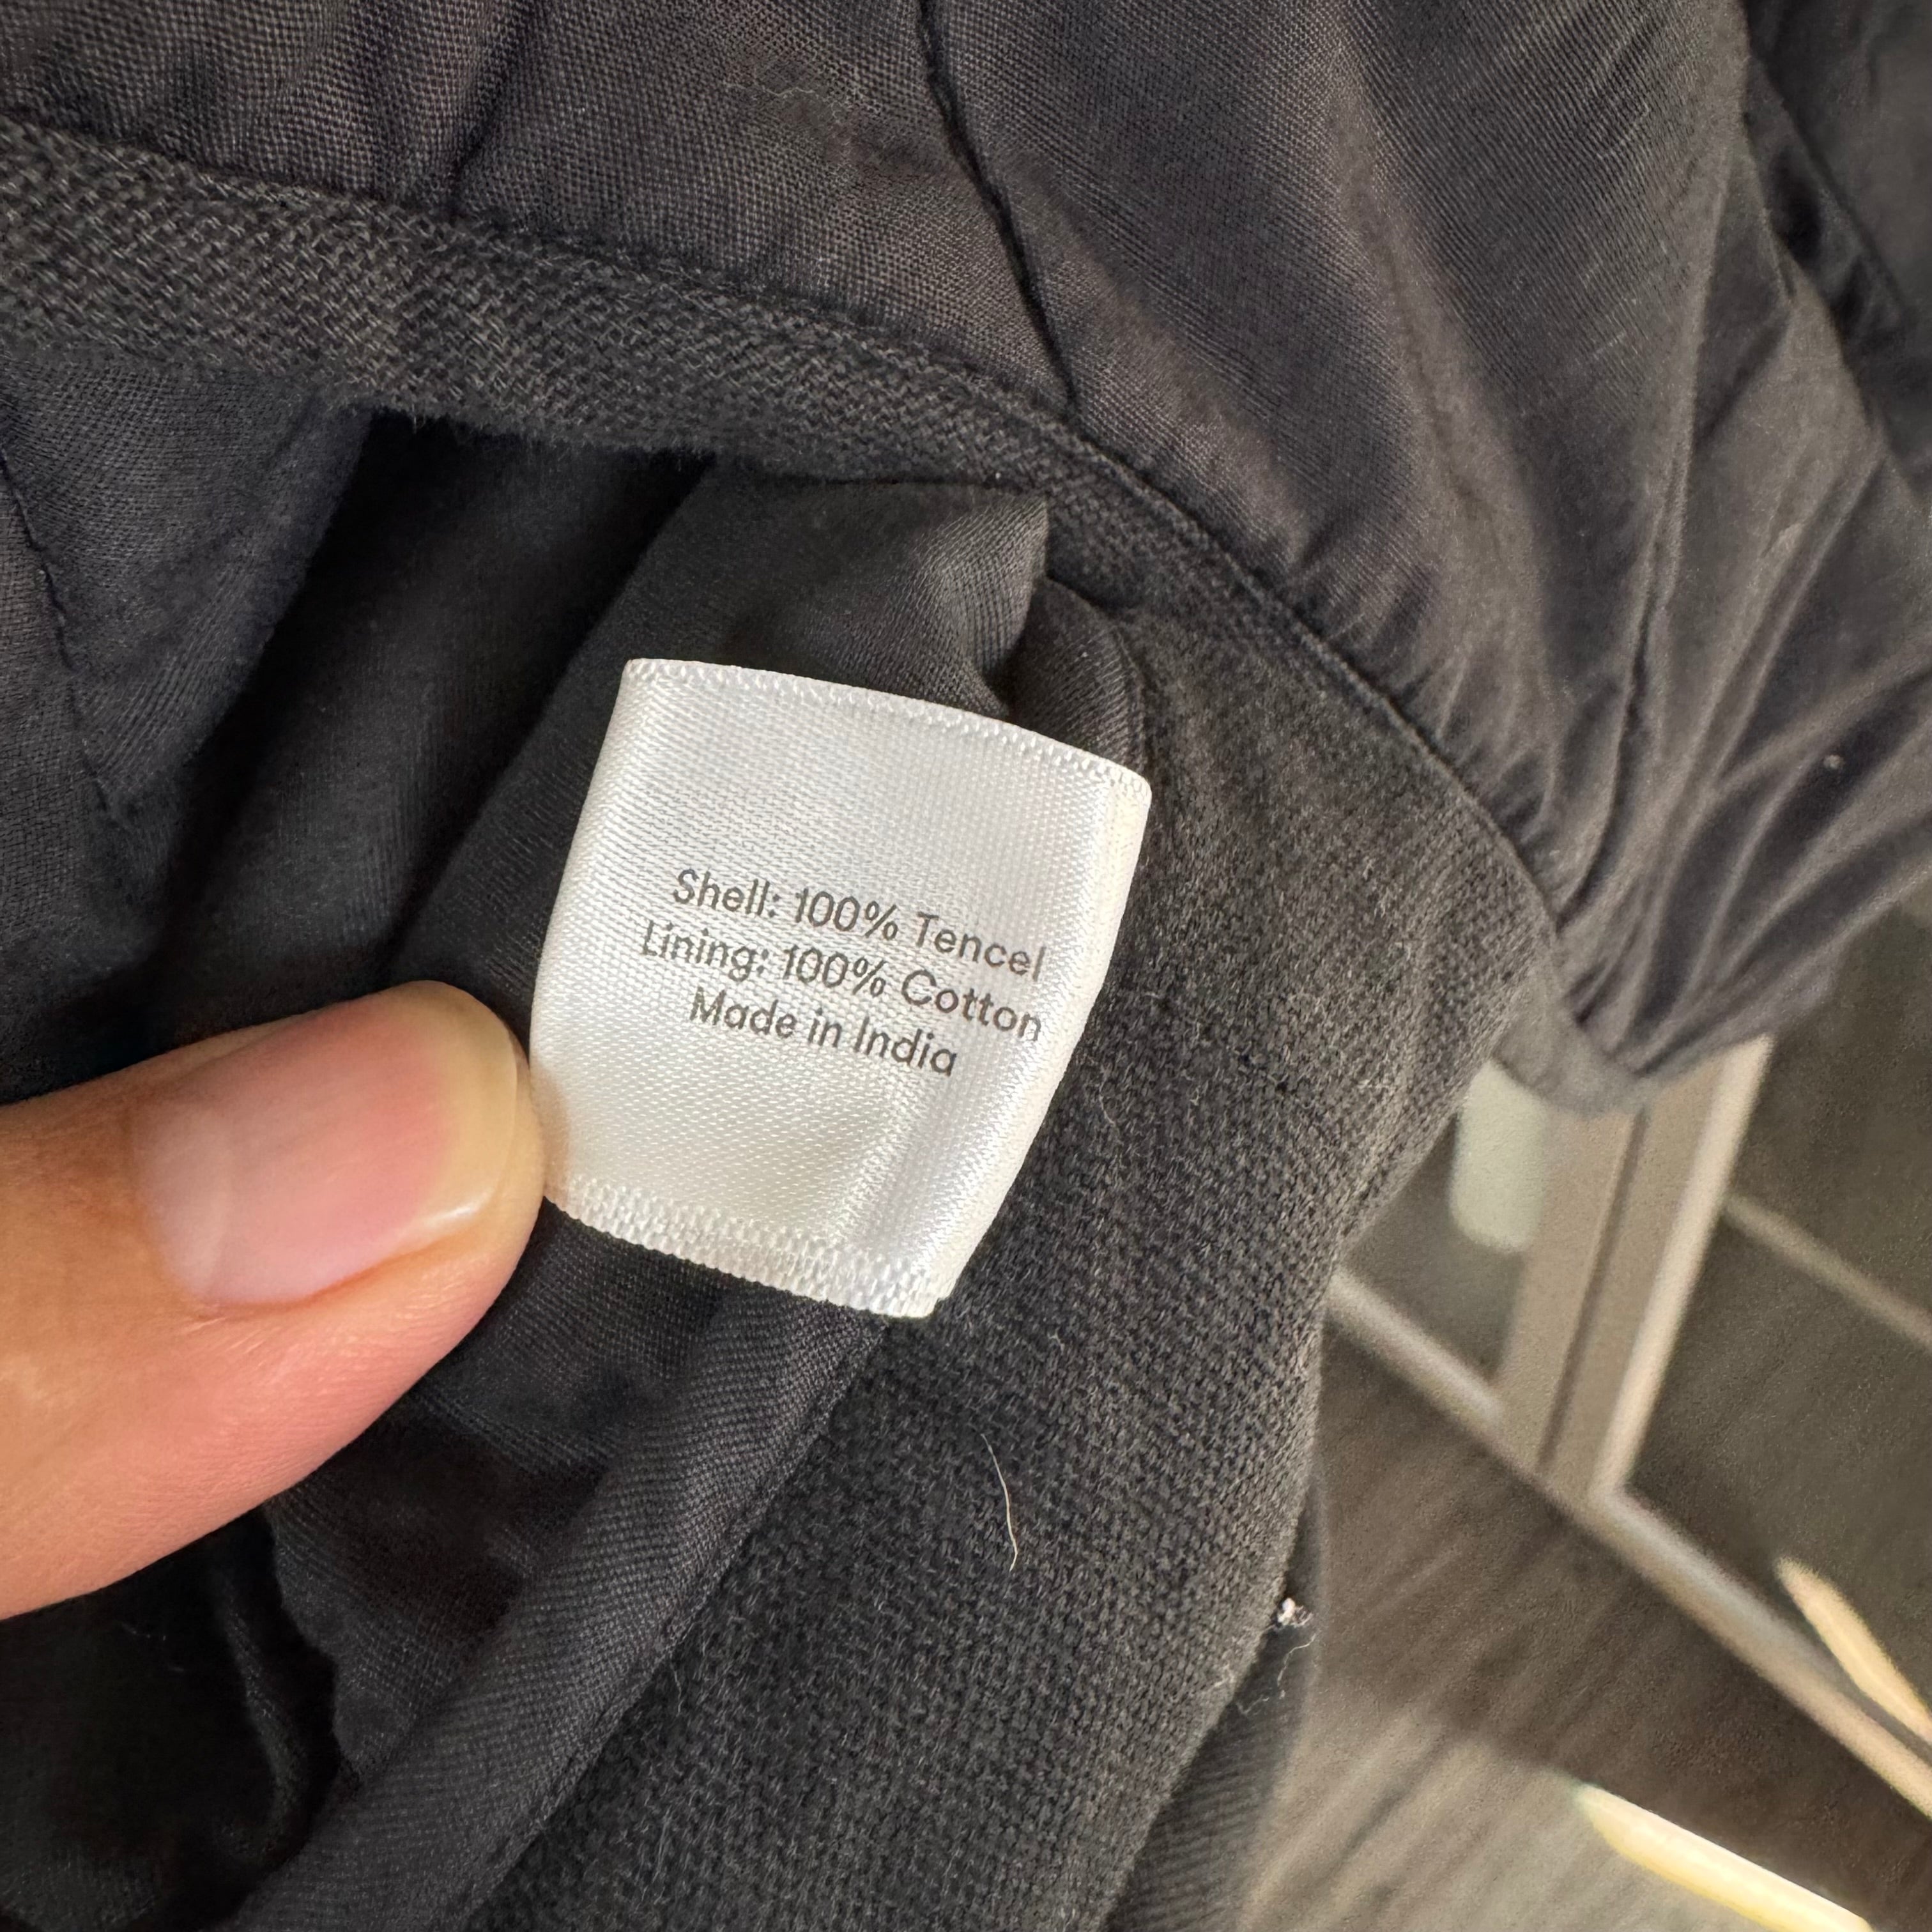 Shell: 100% Tencel
Lining: 100% Cotton
Made in India